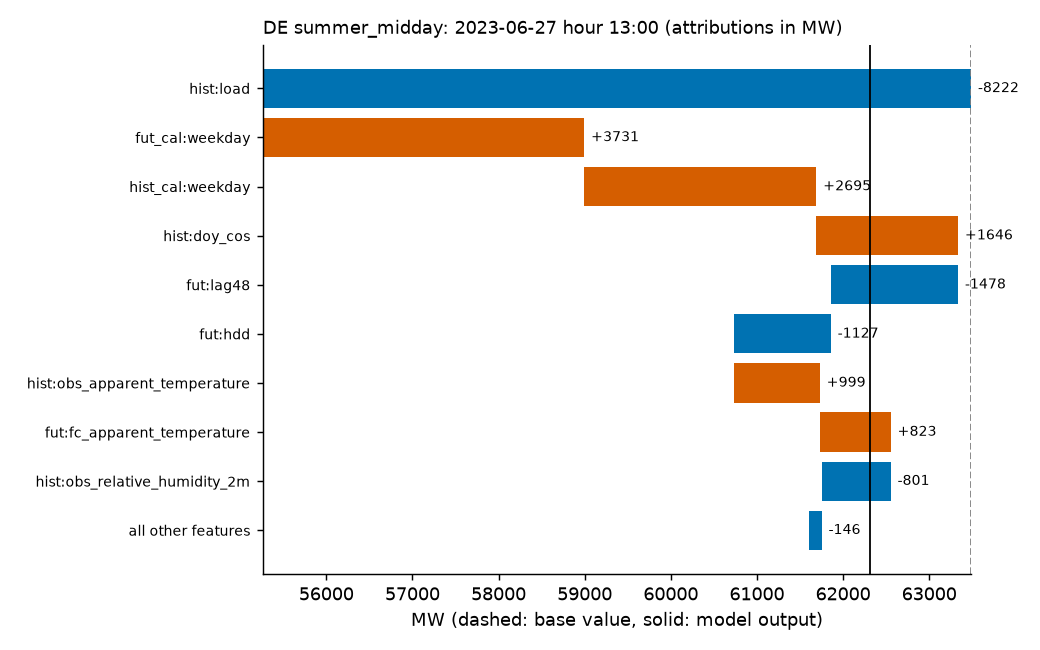 DE summer_midday: 2023-06-27 hour 13:00 (attributions in MW)
hist:load -8222
fut_cal:weekday +3731
hist_cal:weekday +2695
hist:doy_cos +1646
fut:lag48 -1478
fut:hdd -1127
hist:obs_apparent_temperature +999
fut:fc_apparent_temperature +823
hist:obs_relative_humidity_2m -801
all other features -146
56000 57000 58000 59000 60000 61000 62000 63000
MW (dashed: base value, solid: model output)